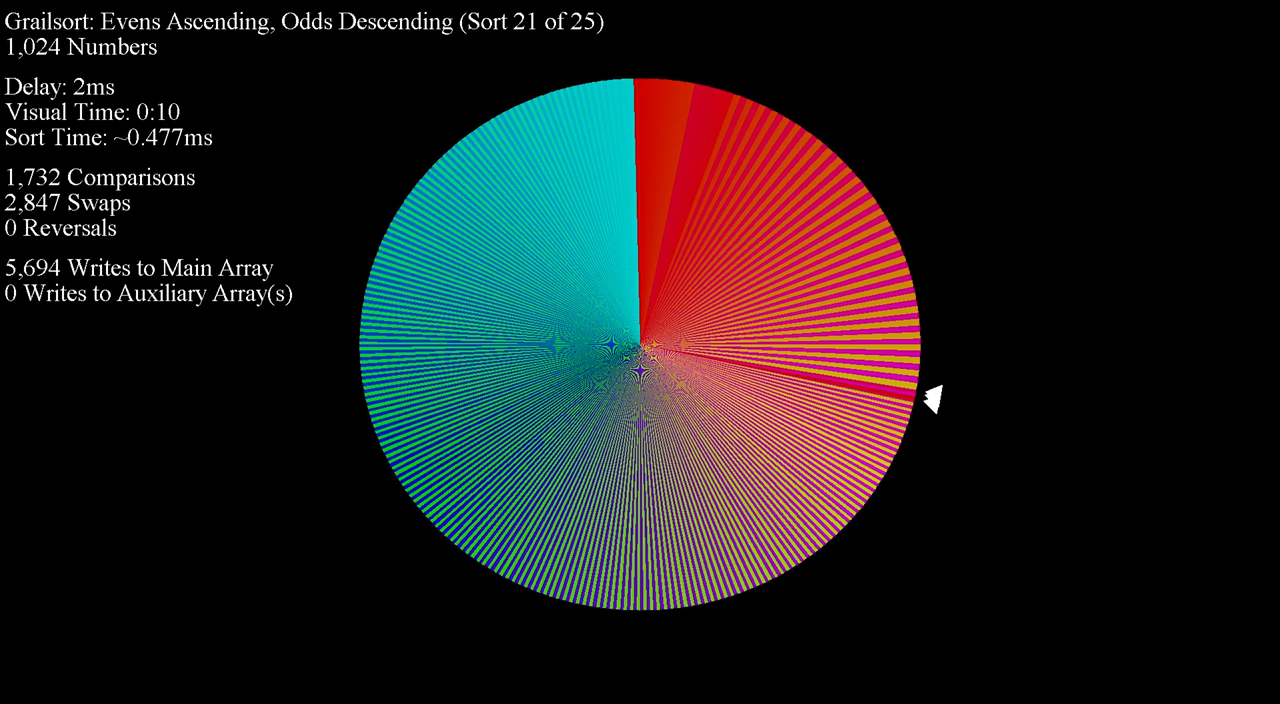 Grailsort: Evens Ascending, Odds Descending (Sort 21 of 25)
1,024 Numbers
Delay: 2ms
Visual Time: 0:10
Sort Time: ~0.477ms
1,732 Comparisons
2,847 Swaps
0 Reversals
5,694 Writes to Main Array
0 Writes to Auxiliary Array(s)